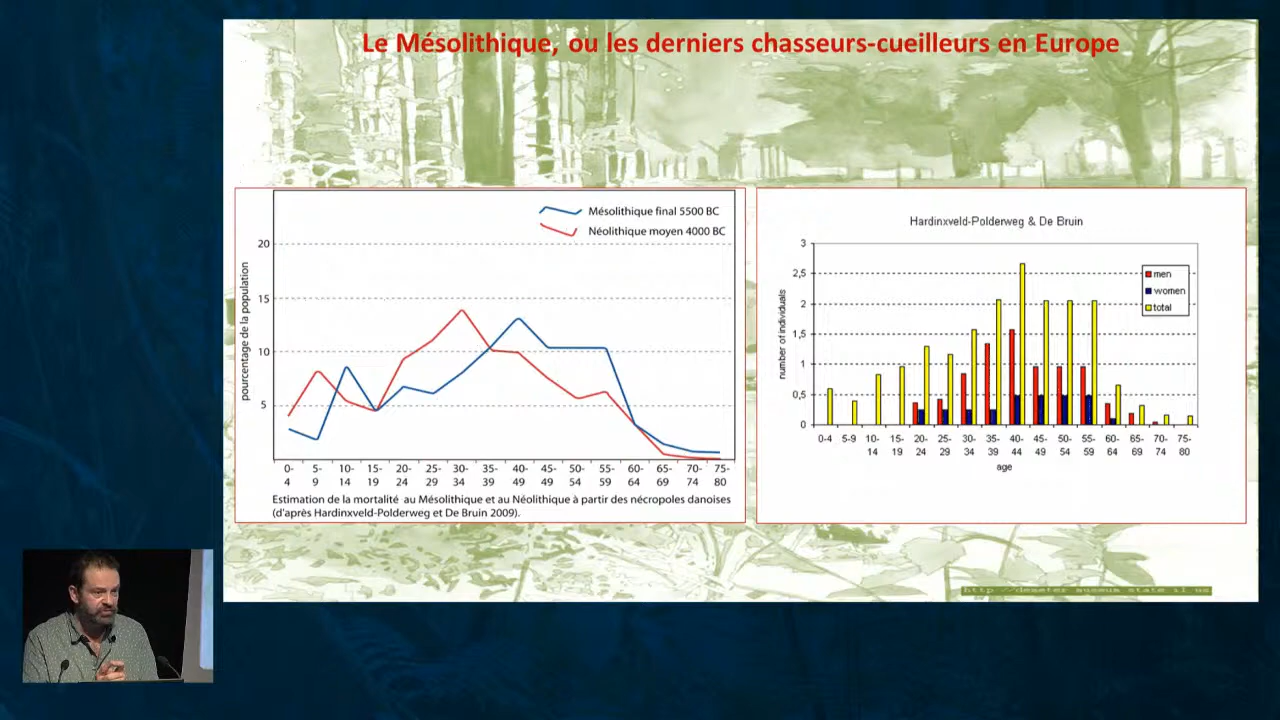 Le Mésolithique, ou les derniers chasseurs-cueilleurs en Europe
Mésolithique final 5500 BC
Néolithique moyen 4000 BC
pourcentage de la population
20
15
10
5
0- 5- 10- 15- 20- 25- 30- 35- 40- 45- 50- 55- 60- 65- 70- 75-
4 9 14 19 24 29 34 39 49 49 54 59 64 69 74 80
Estimation de la mortalité au Mésolithique et au Néolithique à partir des nécropoles danoises
(d'après Hardinxveld-Polderweg et De Bruin 2009).
Hardinxveld-Polderweg & De Bruin
number of individuals
3
2,5
2
1,5
1
0,5
0
men
women
total
0-4 5-9 10- 15- 20- 25- 30- 35- 40- 45- 50- 55- 60- 65- 70- 75-
14 19 24 29 34 39 44 49 54 59 64 69 74 80
age